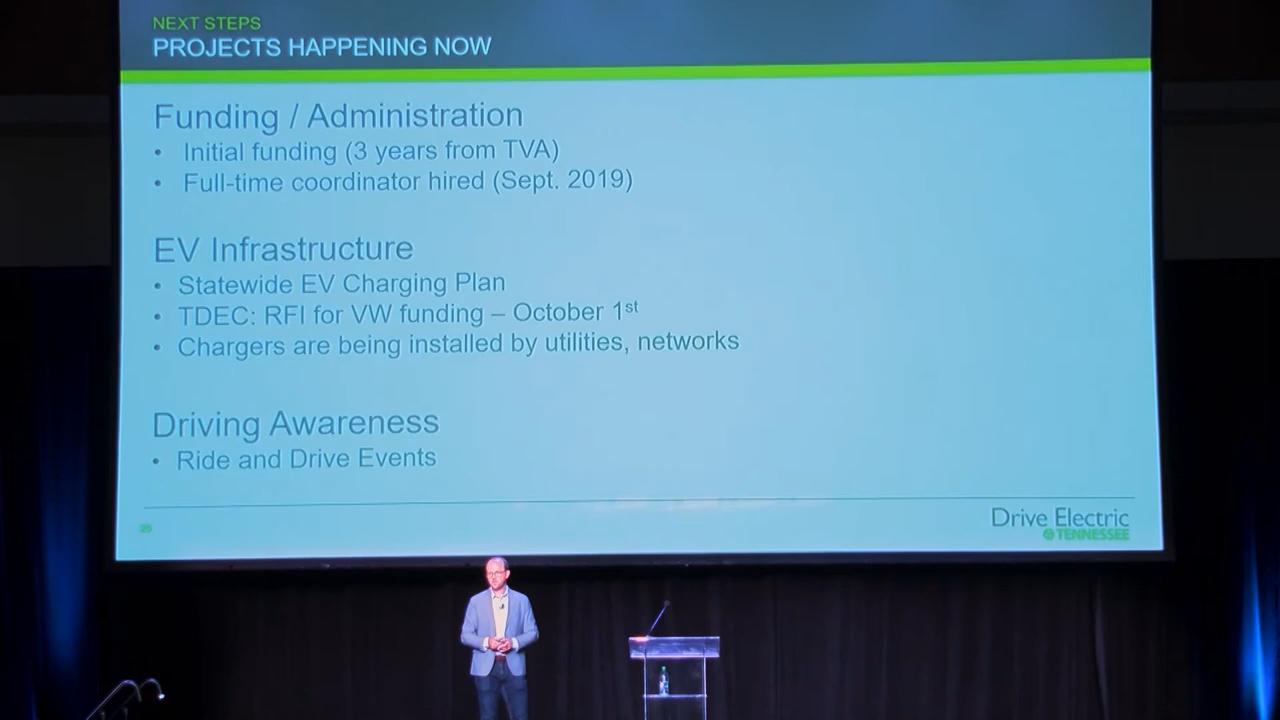 NEXT STEPS
PROJECTS HAPPENING NOW
Funding / Administration
• Initial funding (3 years from TVA)
• Full-time coordinator hired (Sept. 2019)
EV Infrastructure
• Statewide EV Charging Plan
• TDEC: RFI for VW funding – October 1st
• Chargers are being installed by utilities, networks
Driving Awareness
• Ride and Drive Events
Drive Electric
TENNESSEE